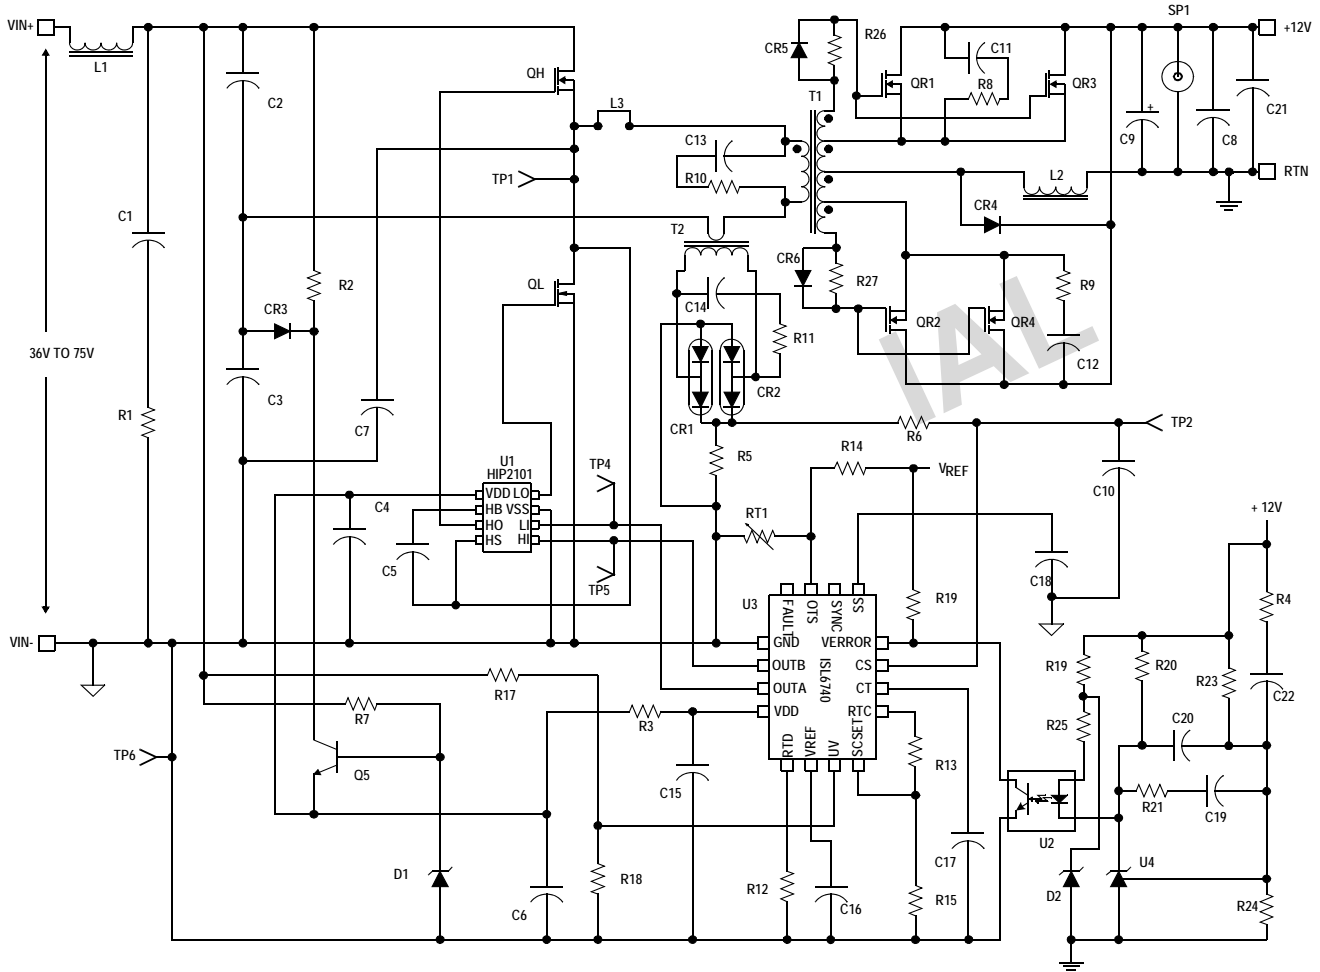 SP1
VIN+
+12V
L1
CR5
R26
C11
QR1
R8
QR3
QH
T1
C2
L3
C9
C8
C21
C13
TP1
R10
L2
RTN
C1
T2
CR4
R2
QL
CR6
R27
R9
CR3
C14
QR2
QR4
IAL
36V TO 75V
R11
C12
C3
CR2
R1
C7
CR1
R6
TP2
U1
HIP2101
TP4
R5
R14
VREF
C10
VDD LO
HB VSS
HO LI
HS HI
C4
RT1
+ 12V
C5
TP5
C18
U3
FAULT
OTS
SYNC
SS
R19
R4
VIN-
GND
VERROR
OUTB
CS
OUTA
CT
VDD
RTC
ISL6740
RTD
VREF
UV
SCSET
R19
R20
R23
C22
R17
R7
R3
R25
C20
TP6
Q5
C15
R13
R21
C19
U2
D1
R18
R12
C16
C17
R15
U4
D2
C6
R24